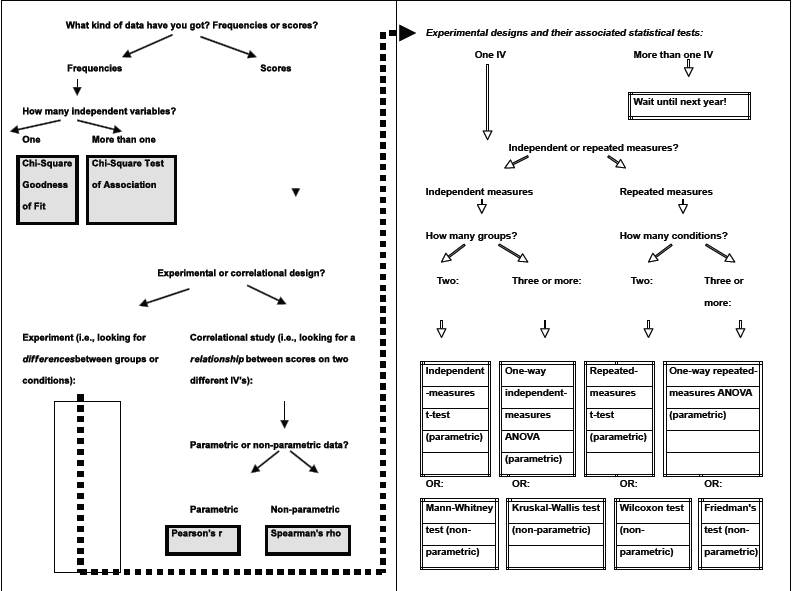 What kind of data have you got? Frequencies or scores?
Frequencies
Scores
How many independent variables?
One
More than one
Chi-Square
Goodness
of Fit
Chi-Square Test
of Association
Experimental or correlational design?
Experiment (i.e., looking for
differencesbetween groups or
conditions):
Correlational study (i.e., looking for a
relationship between scores on two
different IV's):
Parametric or non-parametric data?
Parametric
Non-parametric
Pearson's r
Spearman's rho
Experimental designs and their associated statistical tests:
One IV
More than one IV
Wait until next year!
Independent or repeated measures?
Independent measures
Repeated measures
How many groups?
How many conditions?
Two:
Three or more:
Two:
Three or
more:
Independent
-measures
t-test
(parametric)
One-way
independent-
measures
ANOVA
(parametric)
Repeated-
measures
t-test
(parametric)
One-way repeated-
measures ANOVA
(parametric)
OR:
OR:
OR:
OR:
Mann-Whitney
test (non-
parametric)
Kruskal-Wallis test
(non-parametric)
Wilcoxon test
(non-
parametric)
Friedman's
test (non-
parametric)